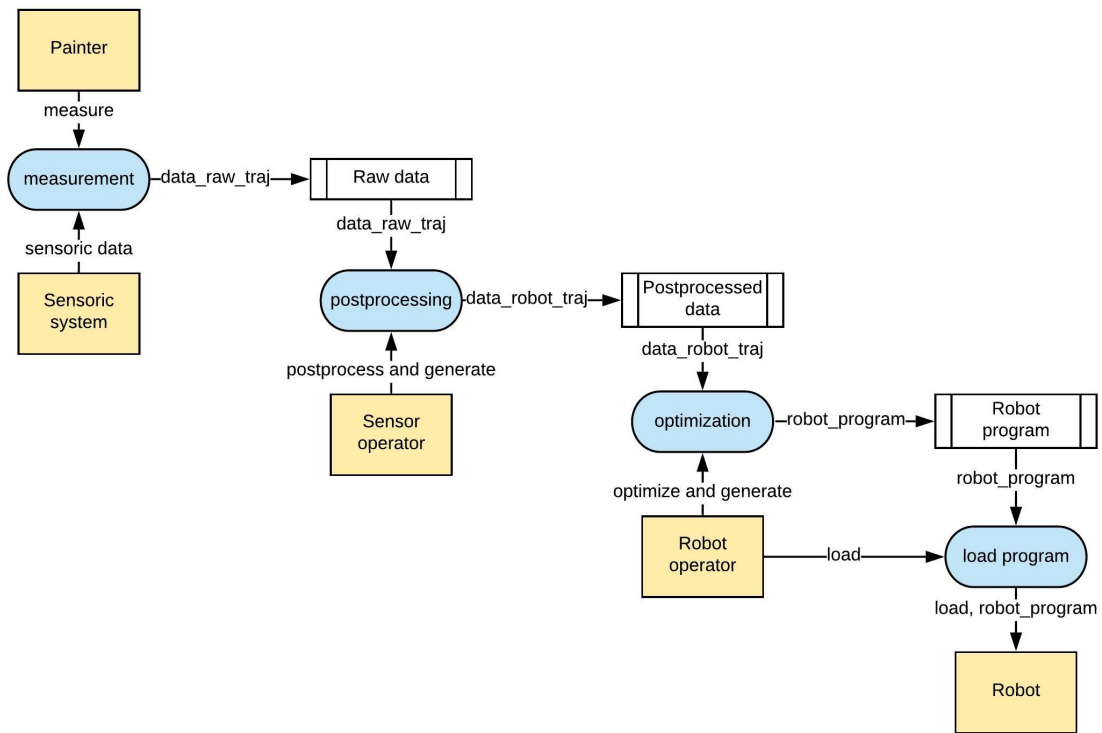 Painter
measure
measurement
data_raw_traj
Raw data
data_raw_traj
sensoric data
Sensoric
system
postprocessing
data_robot_traj
Postprocessed
data
data_robot_traj
postprocess and generate
Sensor
operator
optimization
robot_program
Robot
program
robot_program
optimize and generate
Robot
operator
load
load program
load, robot_program
Robot